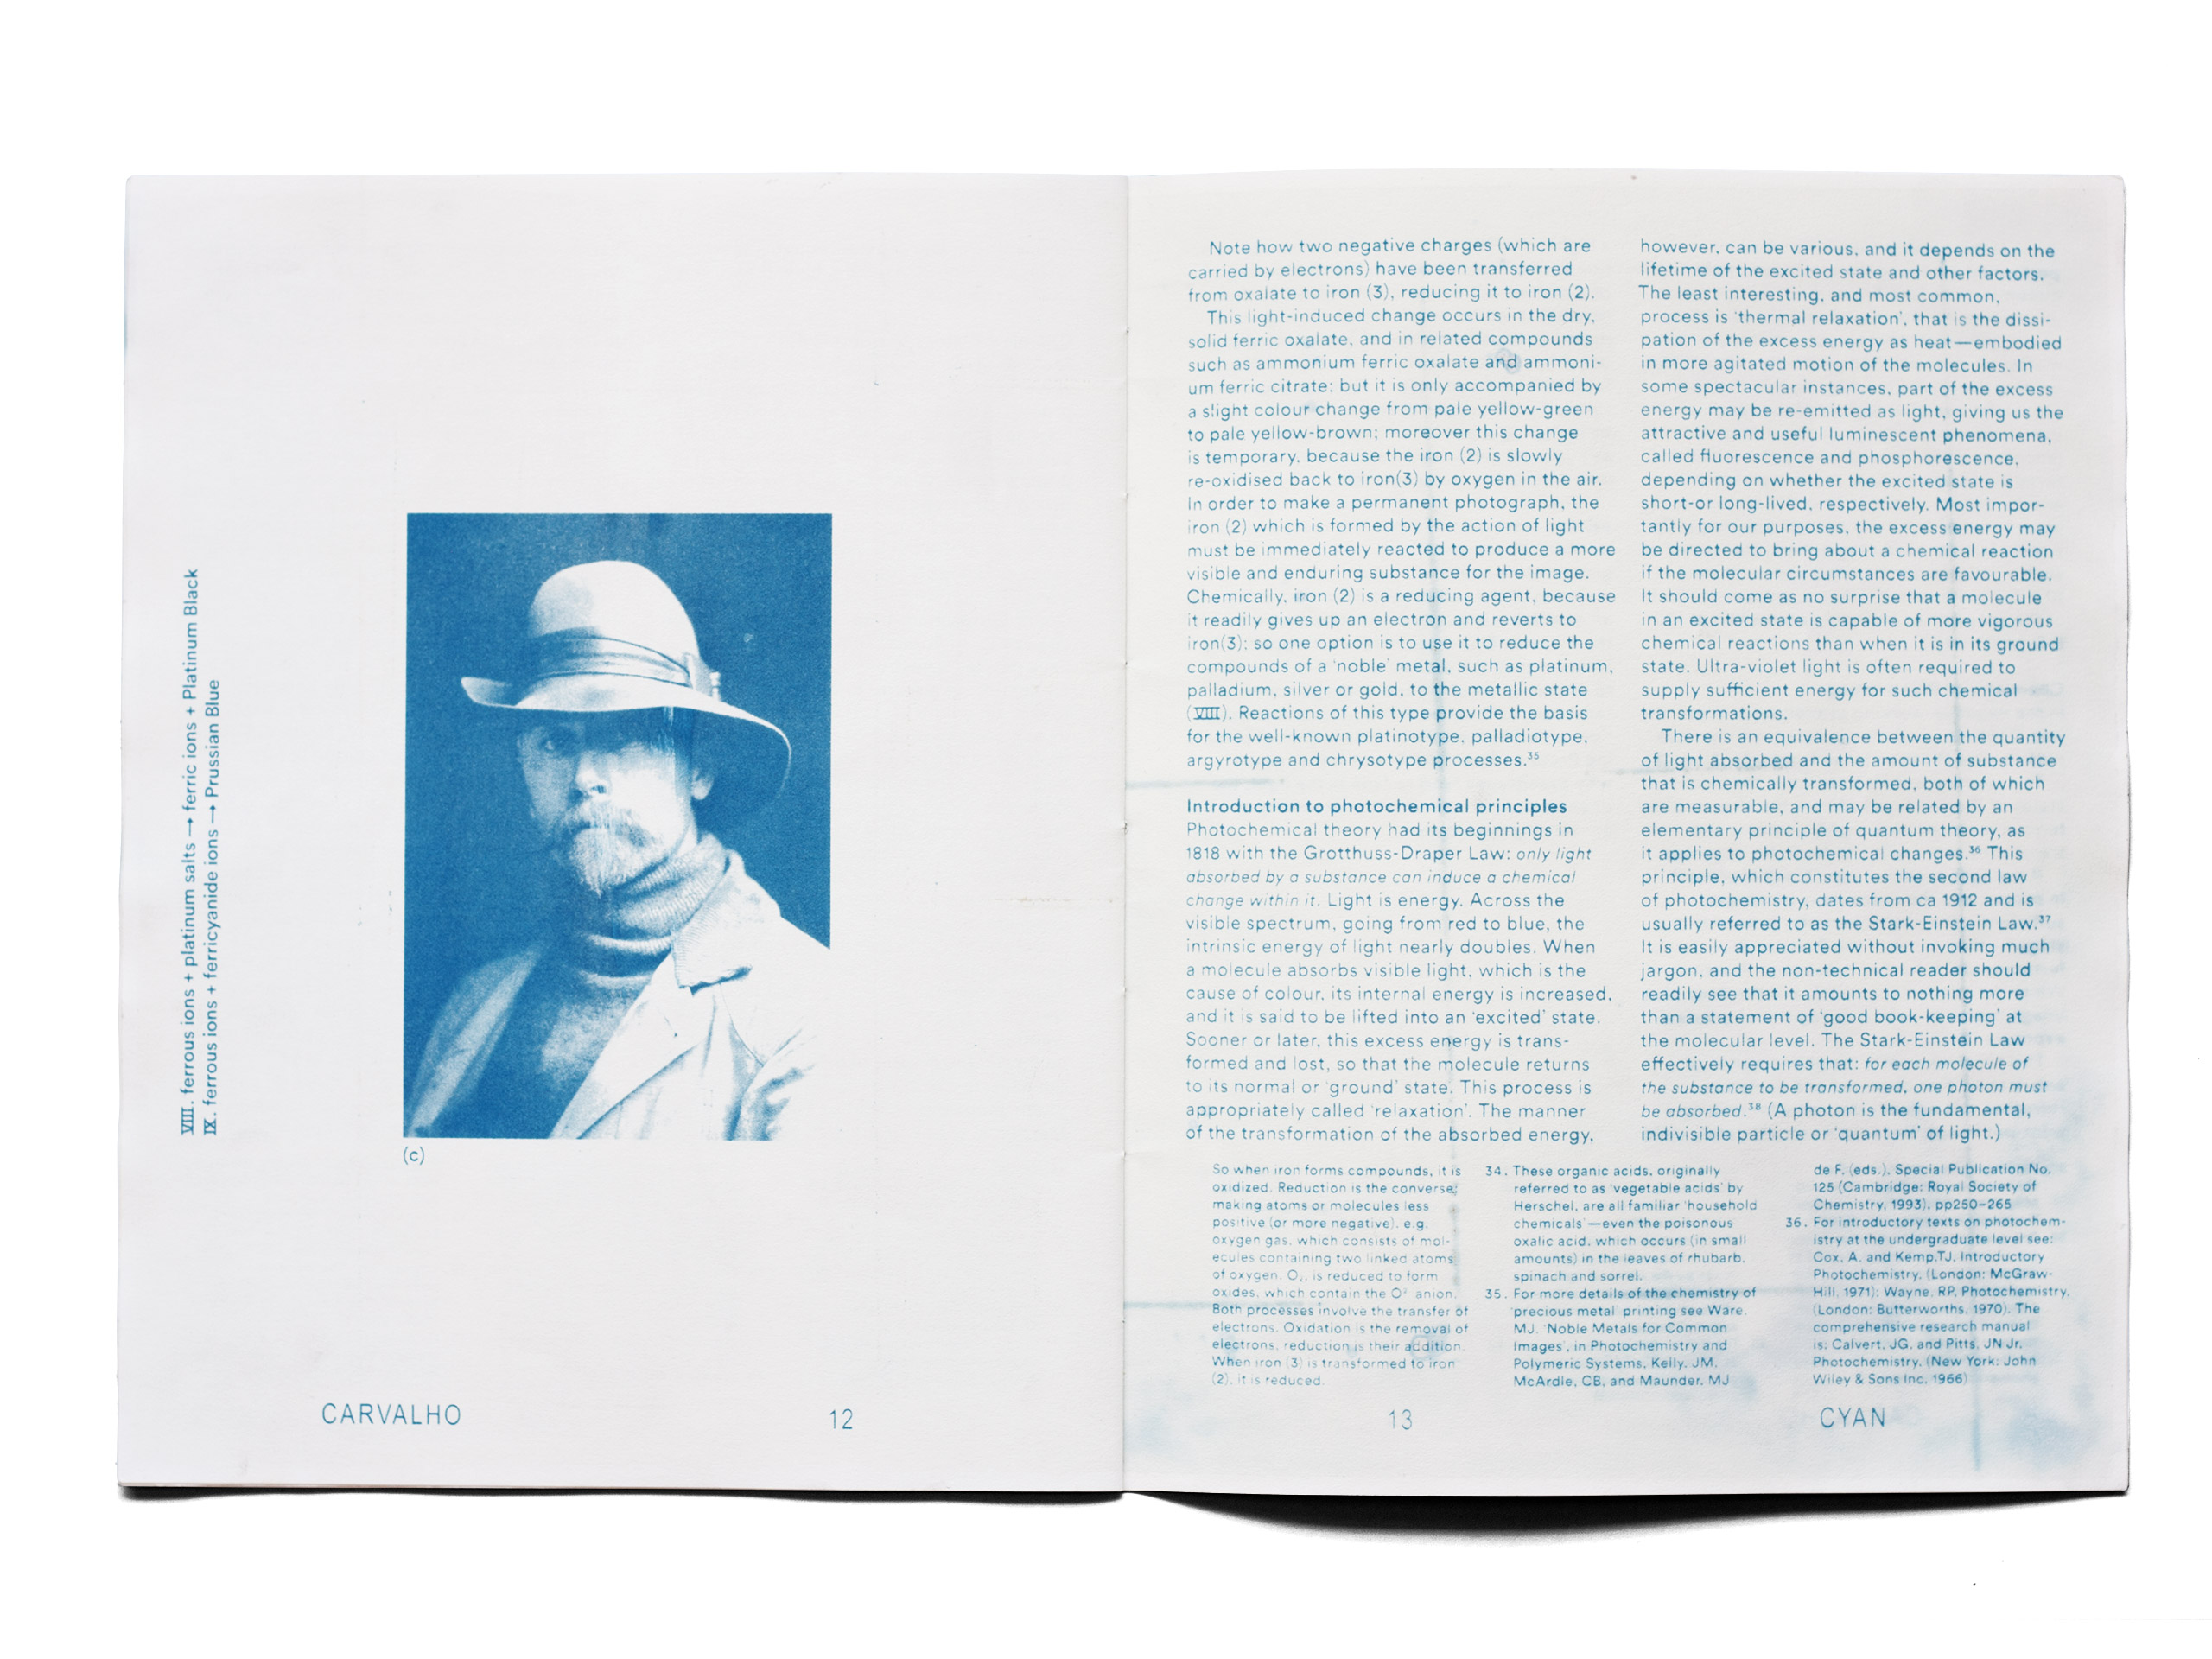 VIII. ferrous ions + platinum salts → ferric ions + Platinum Black
IX. ferrous ions + ferricyanide ions → Prussian Blue
(c)
CARVALHO
12
Note how two negative charges (which are
carried by electrons) have been transferred
from oxalate to iron (3), reducing it to iron (2).
This light-induced change occurs in the dry,
solid ferric oxalate, and in related compounds
such as ammonium ferric oxalate and ammoni-
um ferric citrate; but it is only accompanied by
a slight colour change from pale yellow-green
to pale yellow-brown; moreover this change
is temporary, because the iron (2) is slowly
re-oxidised back to iron(3) by oxygen in the air.
In order to make a permanent photograph, the
iron (2) which is formed by the action of light
must be immediately reacted to produce a more
visible and enduring substance for the image.
Chemically, iron (2) is a reducing agent, because
it readily gives up an electron and reverts to
iron(3); so one option is to use it to reduce the
compounds of a 'noble' metal, such as platinum,
palladium, silver or gold, to the metallic state
(VIII). Reactions of this type provide the basis
for the well-known platinotype, palladiotype,
argyrotype and chrysotype processes.³⁵
Introduction to photochemical principles
Photochemical theory had its beginnings in
1818 with the Grotthuss-Draper Law: only light
absorbed by a substance can induce a chemical
change within it. Light is energy. Across the
visible spectrum, going from red to blue, the
intrinsic energy of light nearly doubles. When
a molecule absorbs visible light, which is the
cause of colour, its internal energy is increased,
and it is said to be lifted into an 'excited' state.
Sooner or later, this excess energy is trans-
formed and lost, so that the molecule returns
to its normal or 'ground' state. This process is
appropriately called 'relaxation'. The manner
of the transformation of the absorbed energy,
however, can be various, and it depends on the
lifetime of the excited state and other factors.
The least interesting, and most common,
process is 'thermal relaxation', that is the dissi-
pation of the excess energy as heat—embodied
in more agitated motion of the molecules. In
some spectacular instances, part of the excess
energy may be re-emitted as light, giving us the
attractive and useful luminescent phenomena,
called fluorescence and phosphorescence,
depending on whether the excited state is
short-or long-lived, respectively. Most impor-
tantly for our purposes, the excess energy may
be directed to bring about a chemical reaction
if the molecular circumstances are favourable.
It should come as no surprise that a molecule
in an excited state is capable of more vigorous
chemical reactions than when it is in its ground
state. Ultra-violet light is often required to
supply sufficient energy for such chemical
transformations.
There is an equivalence between the quantity
of light absorbed and the amount of substance
that is chemically transformed, both of which
are measurable, and may be related by an
elementary principle of quantum theory, as
it applies to photochemical changes.³⁶ This
principle, which constitutes the second law
of photochemistry, dates from ca 1912 and is
usually referred to as the Stark-Einstein Law.³⁷
It is easily appreciated without invoking much
jargon, and the non-technical reader should
readily see that it amounts to nothing more
than a statement of 'good book-keeping' at
the molecular level. The Stark-Einstein Law
effectively requires that: for each molecule of
the substance to be transformed, one photon must
be absorbed.³⁸ (A photon is the fundamental,
indivisible particle or 'quantum' of light.)
So when iron forms compounds, it is
oxidized. Reduction is the converse;
making atoms or molecules less
positive (or more negative). e.g.
oxygen gas, which consists of mol-
ecules containing two linked atoms
of oxygen, O₂, is reduced to form
oxides, which contain the O²⁻ anion.
Both processes involve the transfer of
electrons. Oxidation is the removal of
electrons, reduction is their addition.
When iron (3) is transformed to iron
(2), it is reduced.
34. These organic acids, originally
referred to as 'vegetable acids' by
Herschel, are all familiar 'household
chemicals'—even the poisonous
oxalic acid, which occurs (in small
amounts) in the leaves of rhubarb,
spinach and sorrel.
35. For more details of the chemistry of
'precious metal' printing see Ware,
MJ. 'Noble Metals for Common
Images', in Photochemistry and
Polymeric Systems, Kelly, JM,
McArdle, CB, and Maunder, MJ
de F, (eds.), Special Publication No.
125 (Cambridge: Royal Society of
Chemistry, 1993), pp250–265
36. For introductory texts on photochem-
istry at the undergraduate level see:
Cox, A. and Kemp,TJ, Introductory
Photochemistry, (London: McGraw-
Hill, 1971); Wayne, RP, Photochemistry,
(London: Butterworths, 1970). The
comprehensive research manual
is: Calvert, JG, and Pitts, JN Jr,
Photochemistry, (New York: John
Wiley & Sons Inc, 1966)
13
CYAN